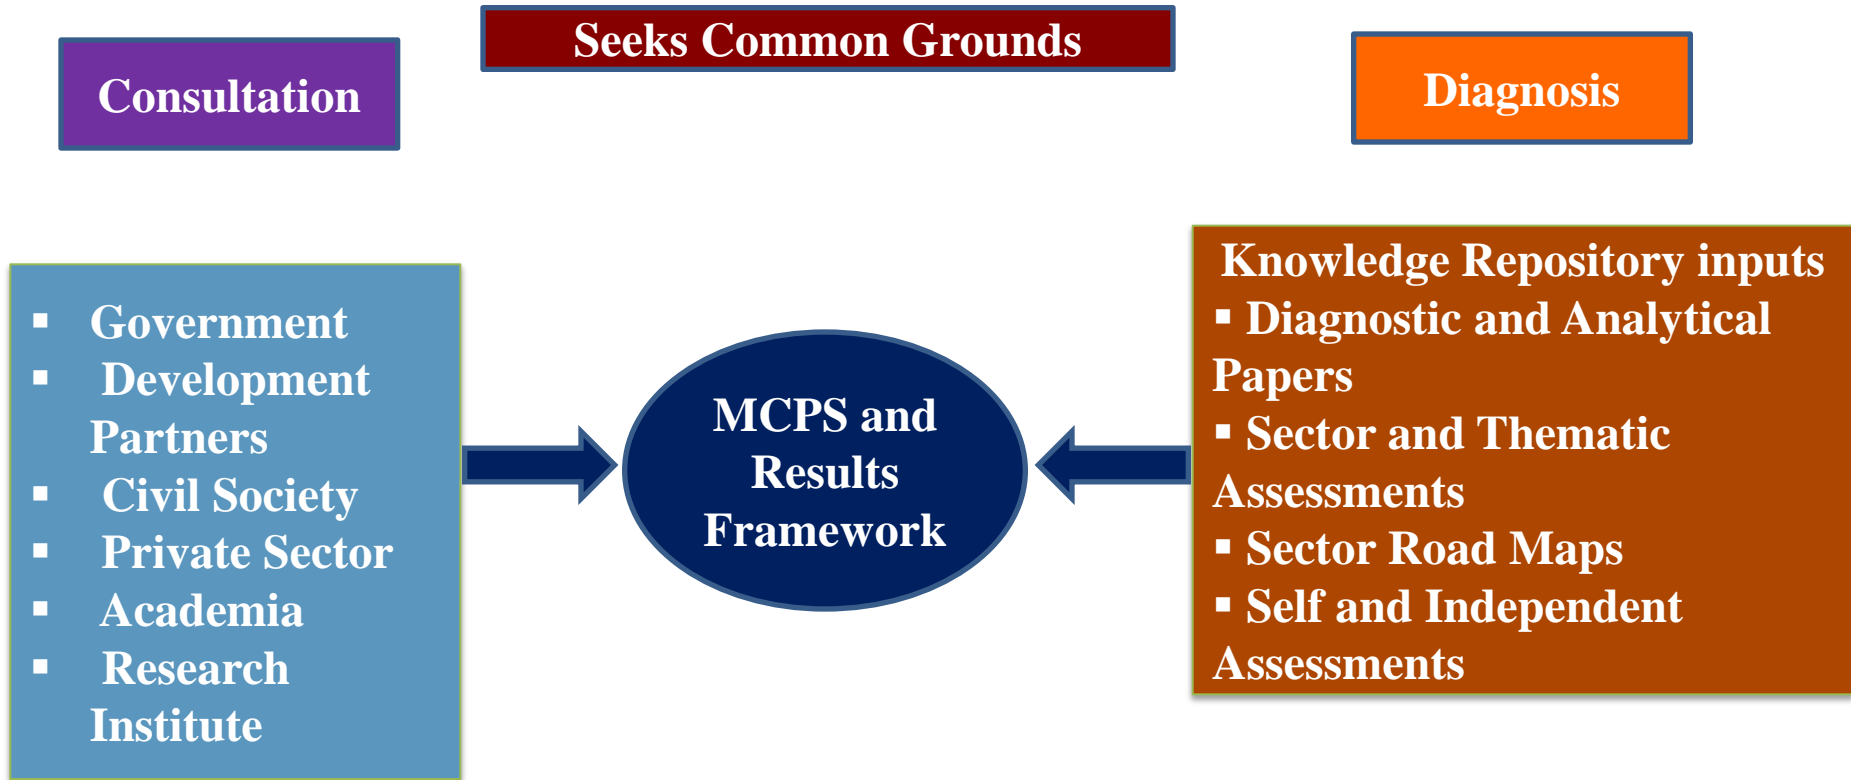 Seeks Common Grounds
Consultation
Diagnosis
▪ Government
▪ Development
Partners
▪ Civil Society
▪ Private Sector
▪ Academia
▪ Research
Institute
MCPS and
Results
Framework
Knowledge Repository inputs
▪ Diagnostic and Analytical
Papers
▪ Sector and Thematic
Assessments
▪ Sector Road Maps
▪ Self and Independent
Assessments